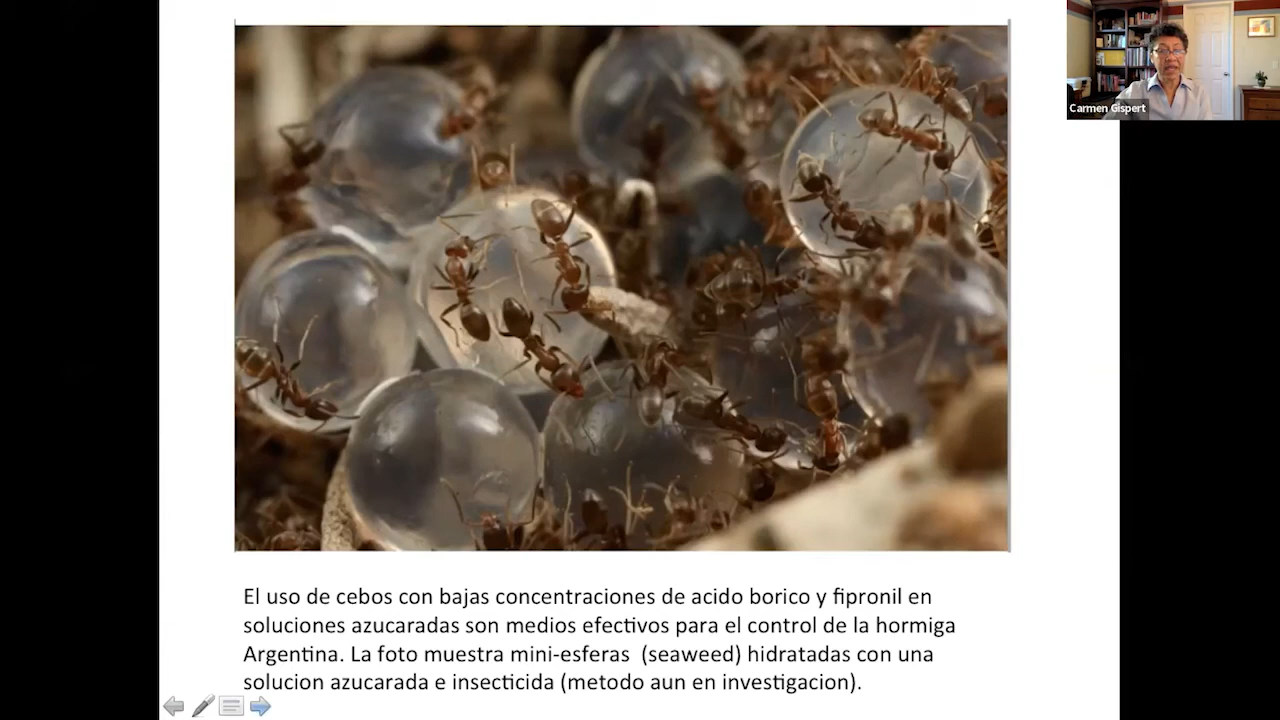 Carmen Gispert
El uso de cebos con bajas concentraciones de acido borico y fipronil en
soluciones azucaradas son medios efectivos para el control de la hormiga
Argentina. La foto muestra mini-esferas (seaweed) hidratadas con una
solucion azucarada e insecticida (metodo aun en investigacion).